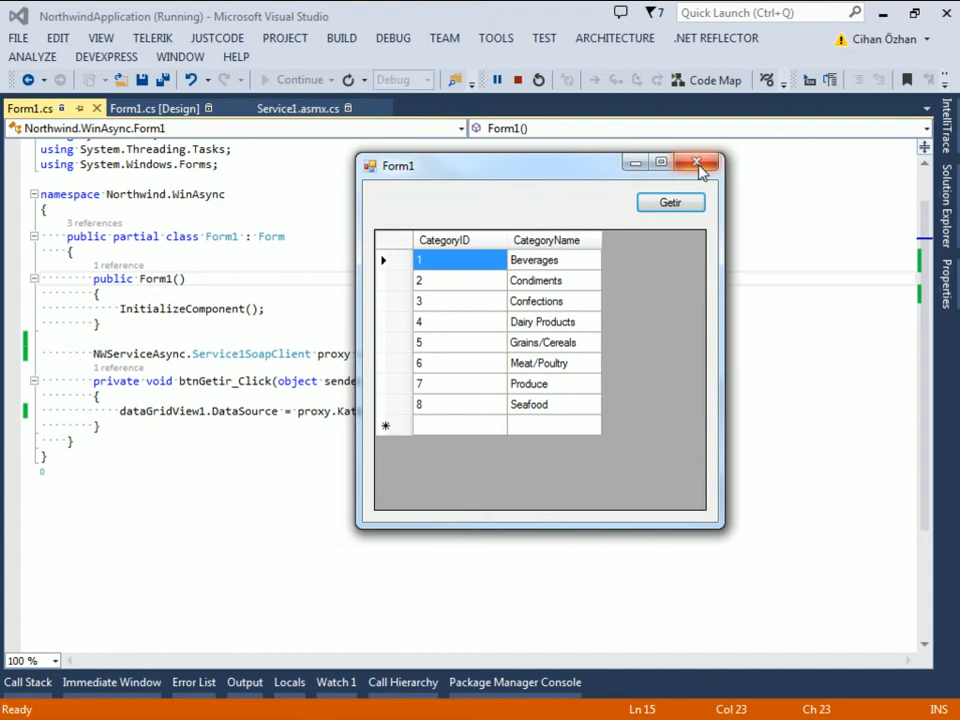 NorthwindApplication (Running) - Microsoft Visual Studio
7
Quick Launch (Ctrl+Q)
FILE EDIT VIEW TELERIK JUSTCODE PROJECT BUILD DEBUG TEAM TOOLS TEST ARCHITECTURE .NET REFLECTOR
Cihan Özhan
ANALYZE DEVEXPRESS WINDOW HELP
Continue
Debug
Code Map
Form1.cs
Form1.cs [Design]
Service1.asmx.cs
Northwind.WinAsync.Form1
Form1()
using System.Threading.Tasks;
using System.Windows.Forms;
namespace Northwind.WinAsync
{
3 references
public partial class Form1 : Form
{
1 reference
public Form1()
{
InitializeComponent();
}
NWServiceAsync.Service1SoapClient proxy
1 reference
private void btnGetir_Click(object sende
{
dataGridView1.DataSource = proxy.Kat
}
}
}
Form1
Getir
CategoryID CategoryName
1 Beverages
2 Condiments
3 Confections
4 Dairy Products
5 Grains/Cereals
6 Meat/Poultry
7 Produce
8 Seafood
IntelliTrace
Solution Explorer
Properties
100 %
Call Stack Immediate Window Error List Output Locals Watch 1 Call Hierarchy Package Manager Console
Ready
Ln 15
Col 23
Ch 23
INS